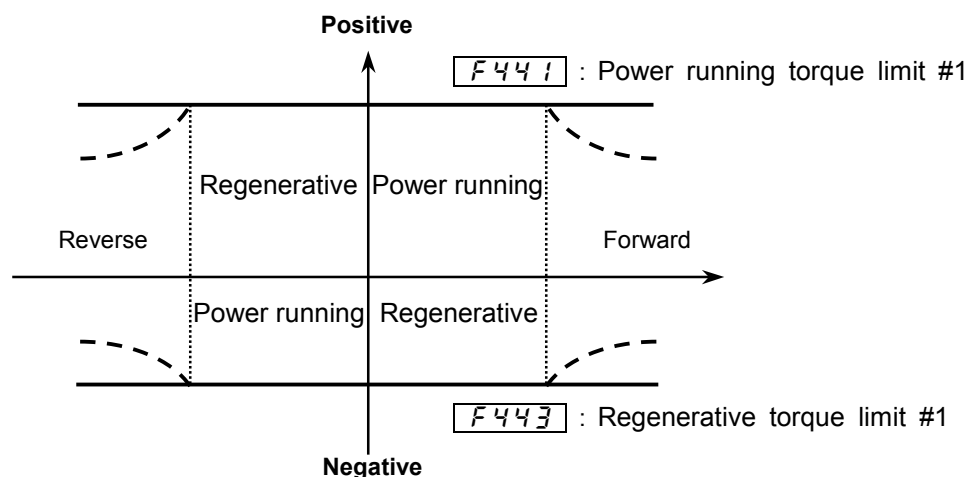 Positive
F441 : Power running torque limit #1
Regenerative Power running
Reverse Forward
Power running Regenerative
F443 : Regenerative torque limit #1
Negative